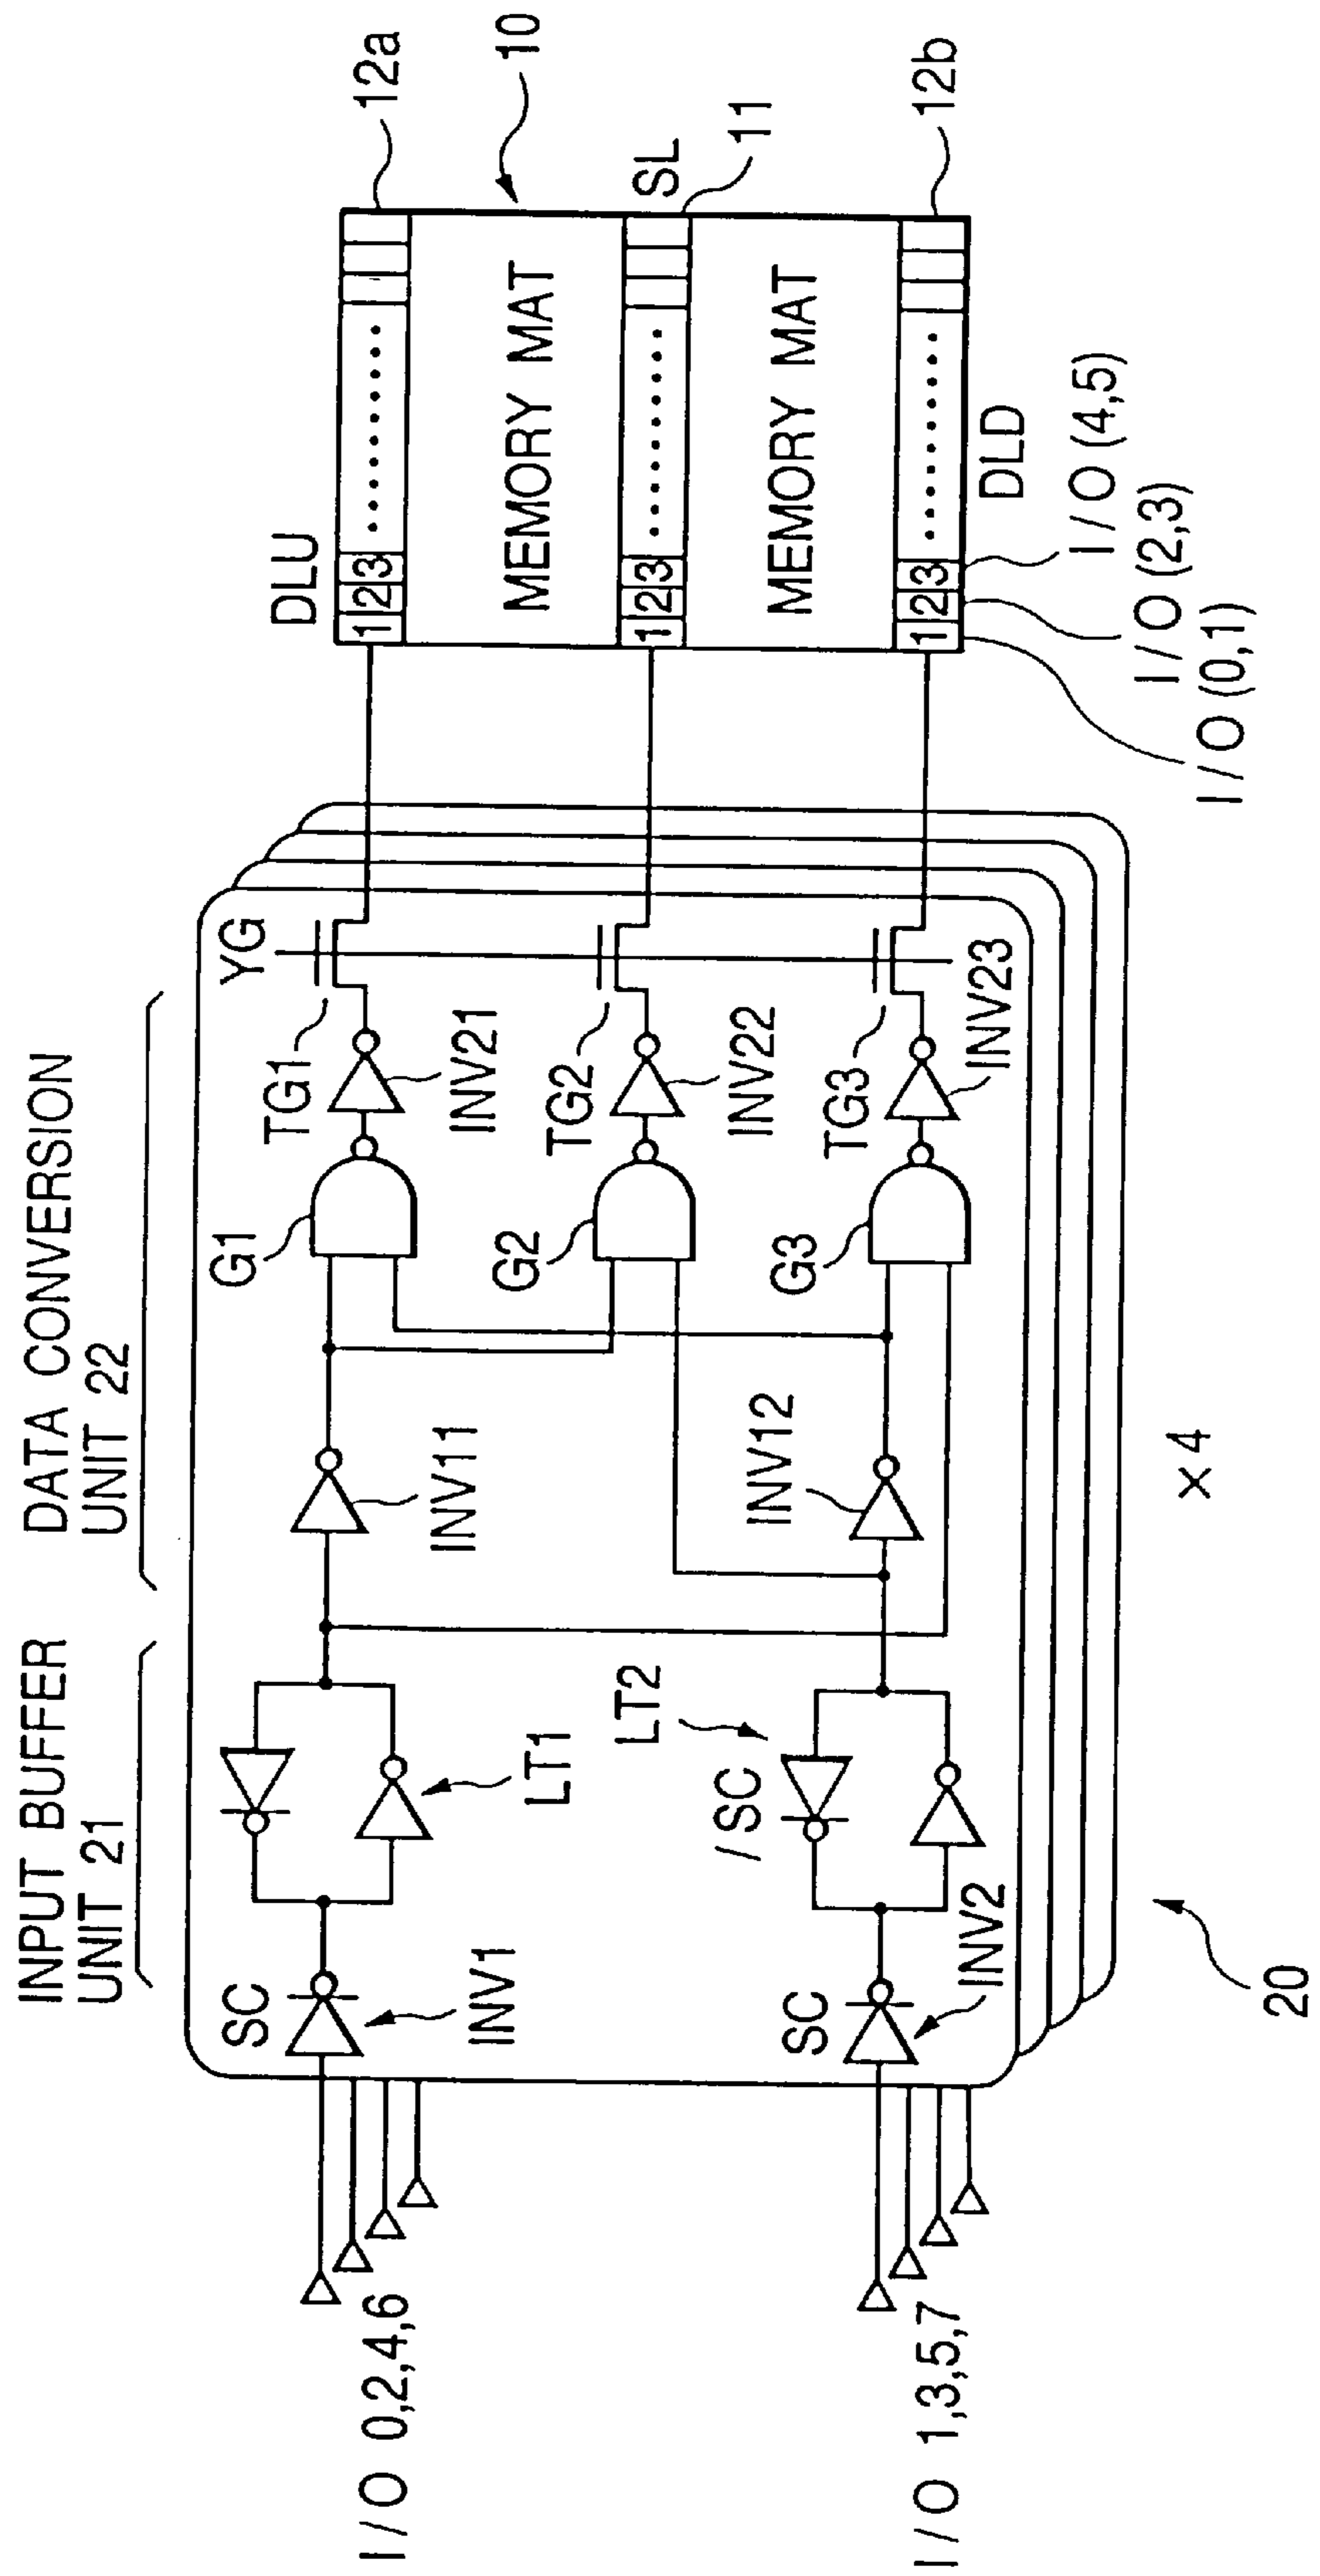 INPUT BUFFER
UNIT 21
DATA CONVERSION
UNIT 22
SC
INV1
LT1
INV11
G1
TG1
INV21
YG
DLU
12a
10
MEMORY MAT
1 2 3
G2
TG2
INV22
1 2 3
SL
11
MEMORY MAT
LT2
/SC
SC
INV2
INV12
G3
TG3
INV23
1 2 3
12b
DLD
I/O (0,1)
I/O (2,3)
I/O (4,5)
I/O 0,2,4,6
I/O 1,3,5,7
20
×4